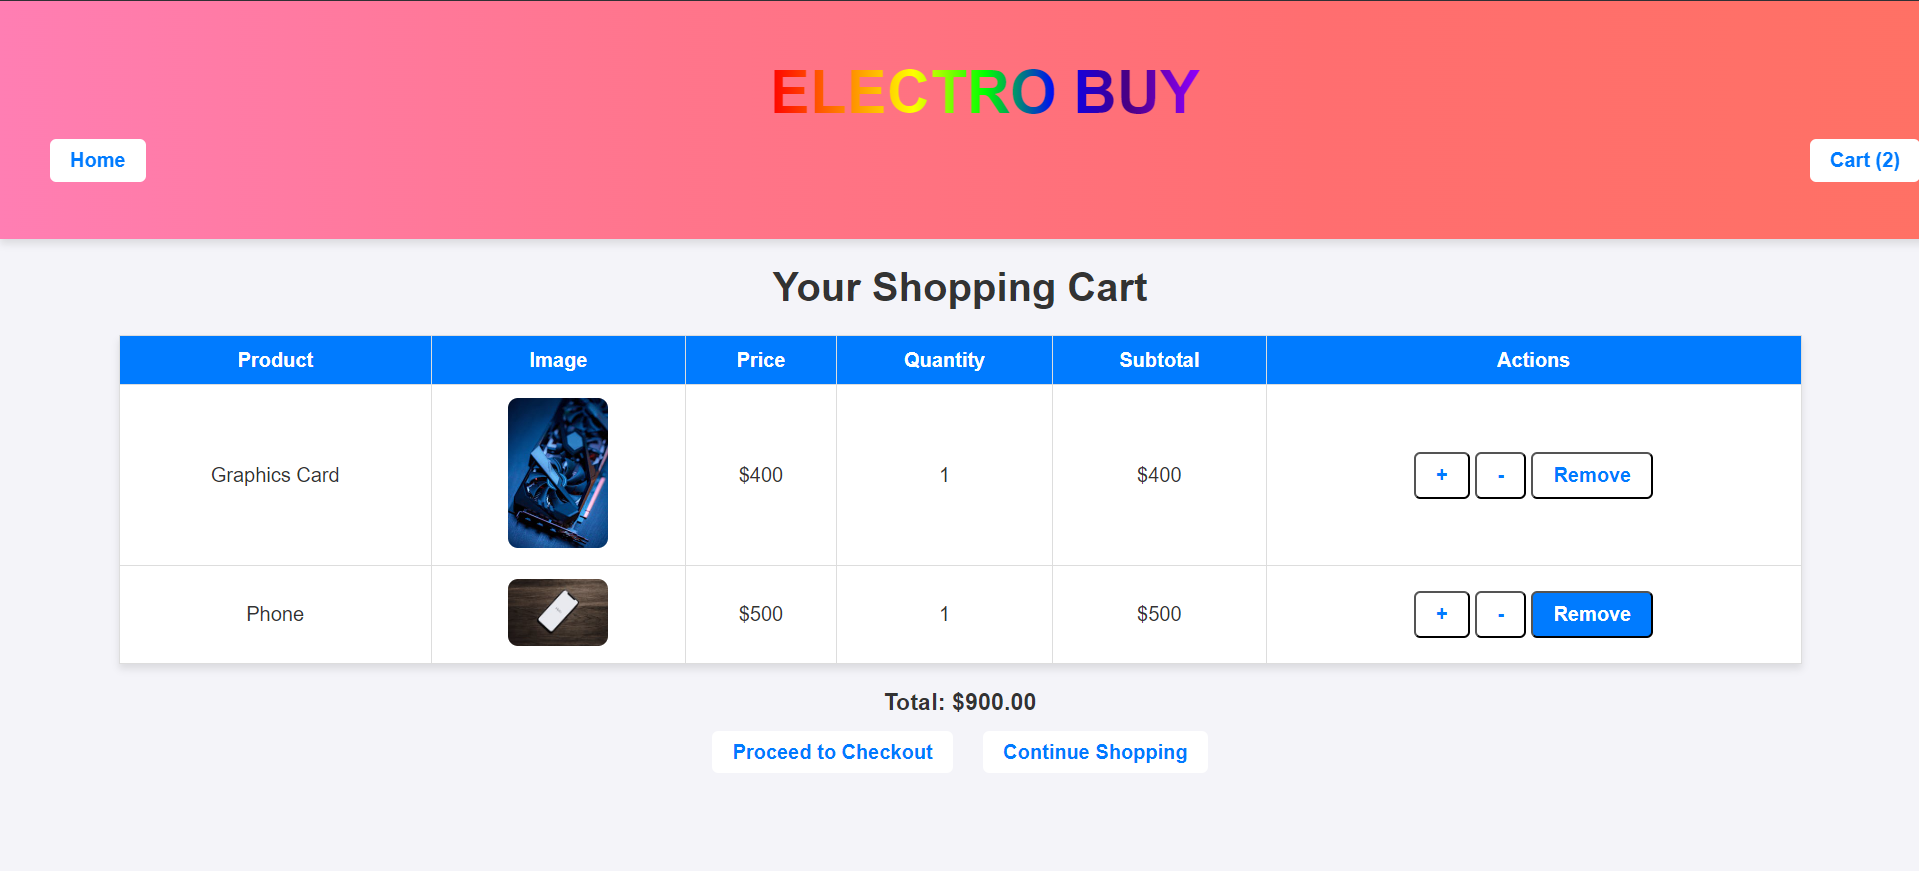 ELECTRO BUY
Home
Cart (2)
Your Shopping Cart
Product Image Price Quantity Subtotal Actions
Graphics Card $400 1 $400 + - Remove
Phone $500 1 $500 + - Remove
Total: $900.00
Proceed to Checkout Continue Shopping